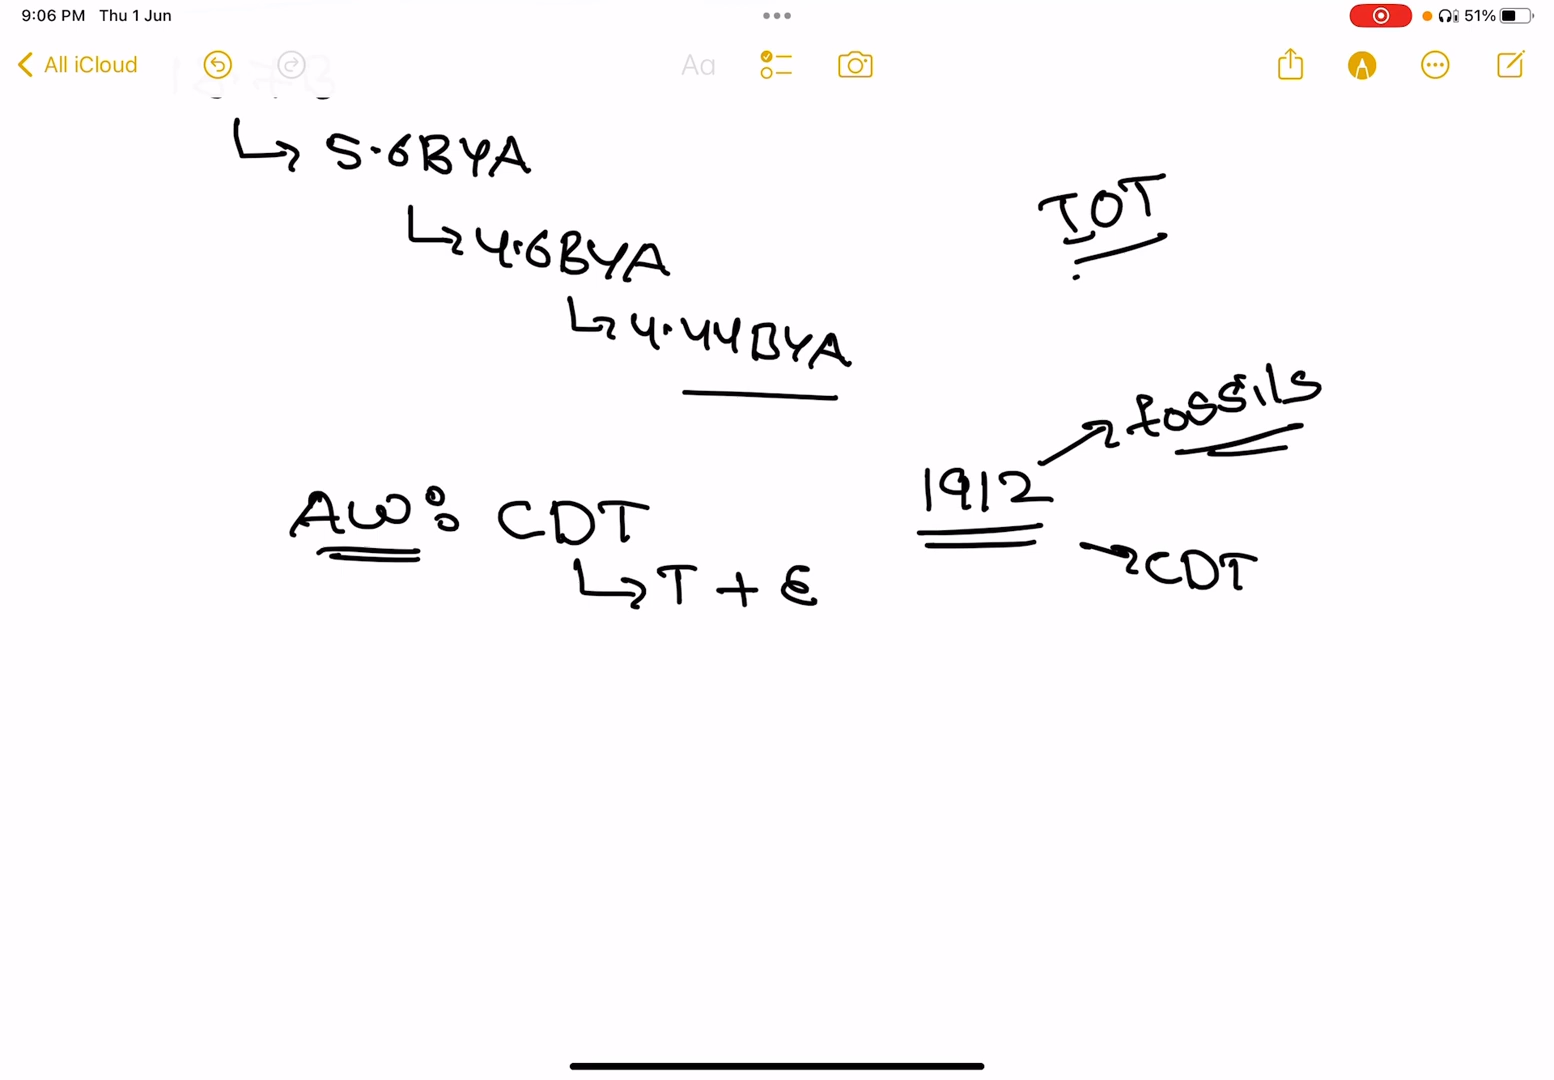 9:06 PM Thu 1 Jun
51%
All iCloud
Aa
↳ 5.6BYA
↳ 4.6BYA
↳ 4.44BYA
IOT
1912 → fossils
→ CDT
AW: CDT
↳ T + E